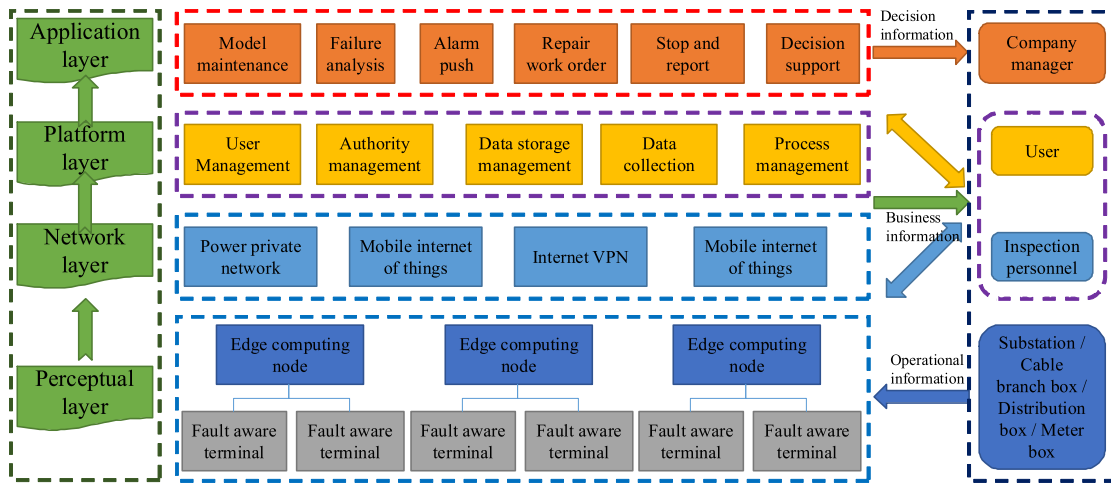 Application
layer
Platform
layer
Network
layer
Perceptual
layer
Model
maintenance
Failure
analysis
Alarm
push
Repair
work order
Stop and
report
Decision
support
User
Management
Authority
management
Data storage
management
Data
collection
Process
management
Power private
network
Mobile internet
of things
Internet VPN
Mobile internet
of things
Edge computing
node
Edge computing
node
Edge computing
node
Fault aware
terminal
Fault aware
terminal
Fault aware
terminal
Fault aware
terminal
Fault aware
terminal
Fault aware
terminal
Decision
information
Business
information
Operational
information
Company
manager
User
Inspection
personnel
Substation /
Cable
branch box /
Distribution
box / Meter
box